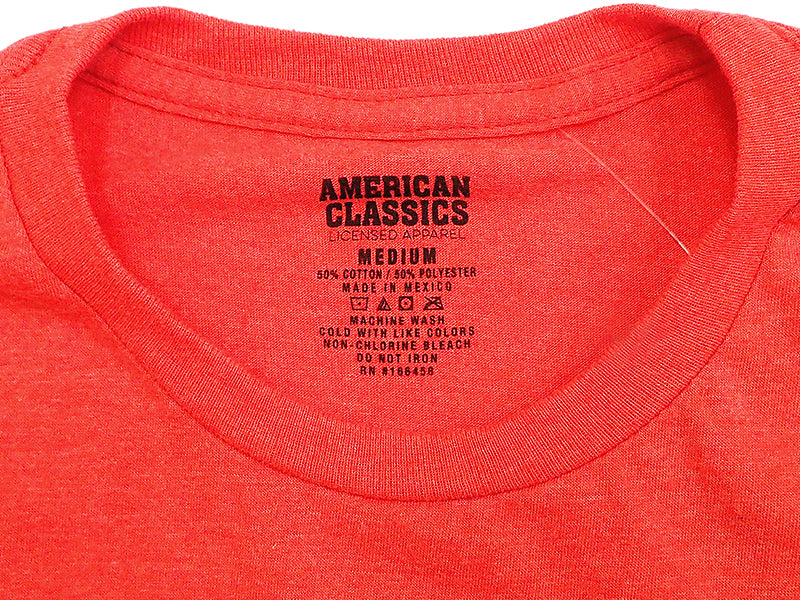 AMERICAN
CLASSICS
LICENSED APPAREL
MEDIUM
50% COTTON / 50% POLYESTER
MADE IN MEXICO
MACHINE WASH
COLD WITH LIKE COLORS
NON-CHLORINE BLEACH
DO NOT IRON
RN #166458